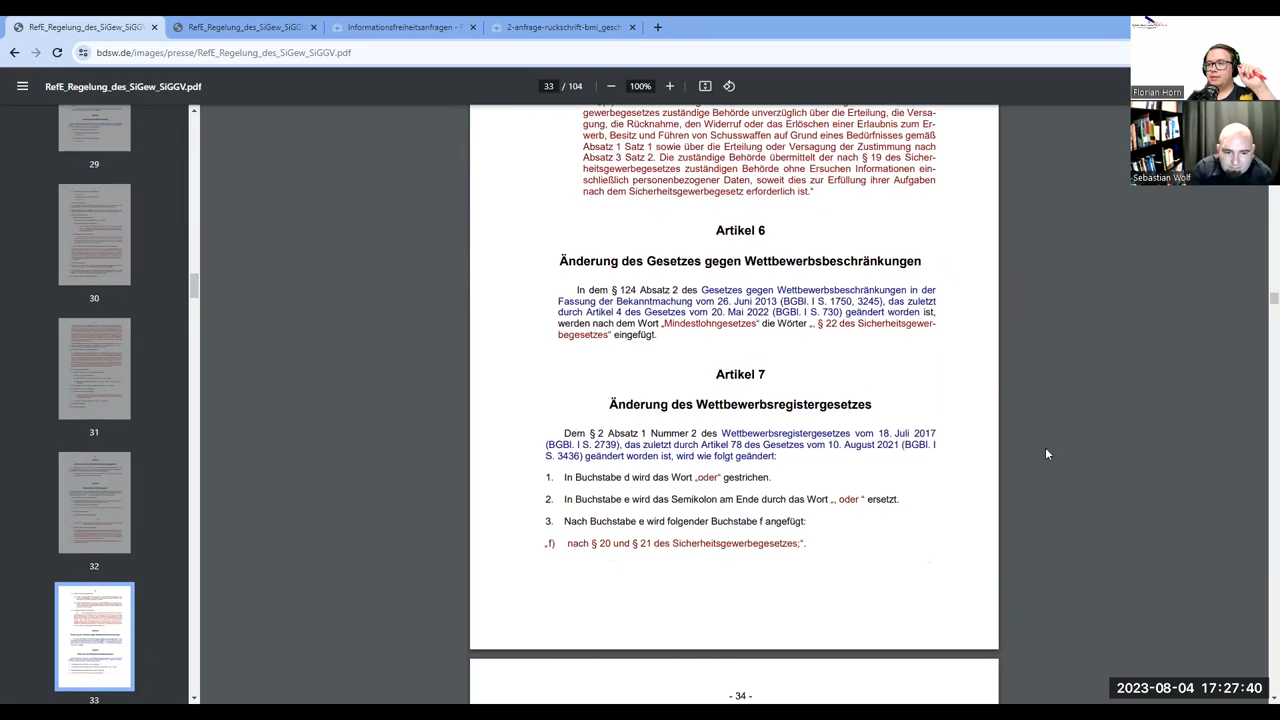 RefE_Regelung_des_SiGew_SiGGV.p
RefE_Regelung_des_SiGew_SiGGV.
Informationsfreiheitsanfragen -
2-anfrage-ruckschrift-bmi_gesch
bdsw.de/images/presse/RefE_Regelung_des_SiGew_SiGGV.pdf
RefE_Regelung_des_SiGew_SiGGV.pdf
33 / 104
100%
Florian Horn
Sebastian Wolf
gewerbegesetzes zuständige Behörde unverzüglich über die Erteilung, die Versa-
gung, die Rücknahme, den Widerruf oder das Erlöschen einer Erlaubnis zum Er-
werb, Besitz und Führen von Schusswaffen auf Grund eines Bedürfnisses gemäß
Absatz 1 Satz 1 sowie über die Erteilung oder Versagung der Zustimmung nach
Absatz 3 Satz 2. Die zuständige Behörde übermittelt der nach § 19 des Sicher-
heitsgewerbegesetzes zuständigen Behörde ohne Ersuchen Informationen ein-
schließlich personenbezogener Daten, soweit dies zur Erfüllung ihrer Aufgaben
nach dem Sicherheitsgewerbegesetz erforderlich ist.“
Artikel 6
Änderung des Gesetzes gegen Wettbewerbsbeschränkungen
In dem § 124 Absatz 2 des Gesetzes gegen Wettbewerbsbeschränkungen in der
Fassung der Bekanntmachung vom 26. Juni 2013 (BGBl. I S. 1750, 3245), das zuletzt
durch Artikel 4 des Gesetzes vom 20. Mai 2022 (BGBl. I S. 730) geändert worden ist,
werden nach dem Wort „Mindestlohngesetzes“ die Wörter „, § 22 des Sicherheitsgewer-
begesetzes“ eingefügt.
Artikel 7
Änderung des Wettbewerbsregistergesetzes
Dem § 2 Absatz 1 Nummer 2 des Wettbewerbsregistergesetzes vom 18. Juli 2017
(BGBl. I S. 2739), das zuletzt durch Artikel 78 des Gesetzes vom 10. August 2021 (BGBl. I
S. 3436) geändert worden ist, wird wie folgt geändert:
1. In Buchstabe d wird das Wort „oder“ gestrichen.
2. In Buchstabe e wird das Semikolon am Ende durch das Wort „, oder “ ersetzt.
3. Nach Buchstabe e wird folgender Buchstabe f angefügt:
„f) nach § 20 und § 21 des Sicherheitsgewerbegesetzes;“.
- 34 -
29
30
31
32
33
2023-08-04 17:27:40